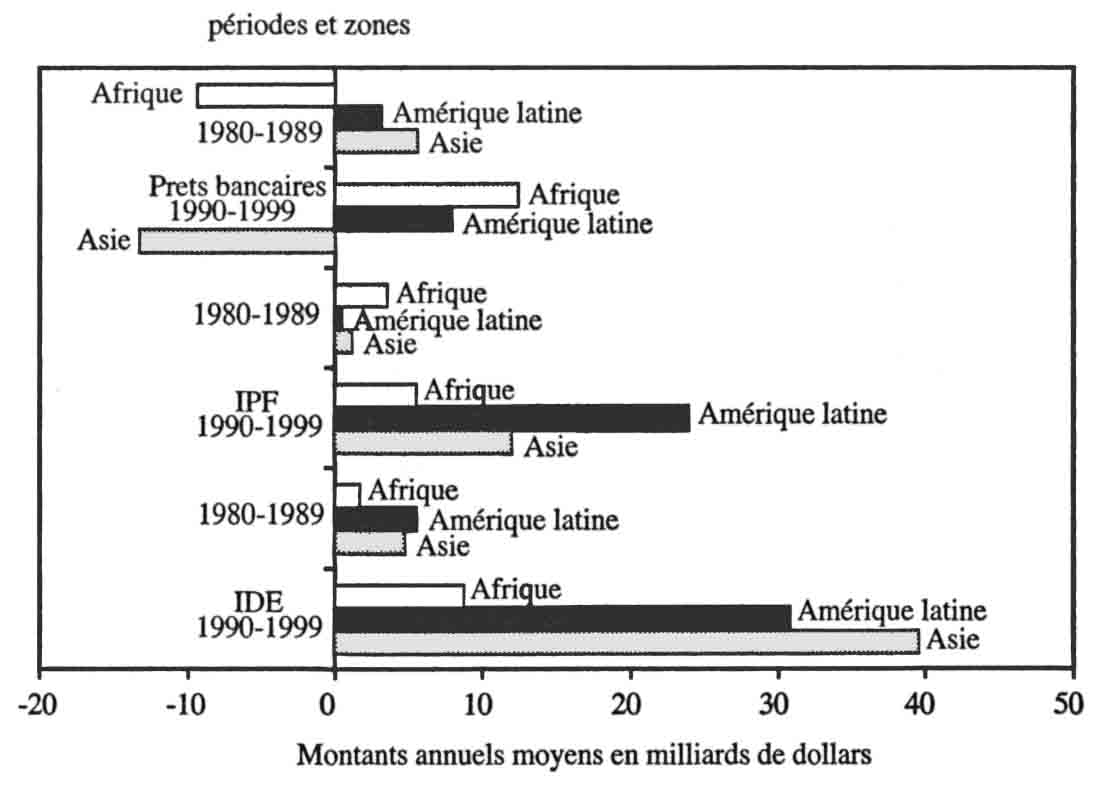 périodes et zones
Afrique
1980-1989
Amérique latine
Asie
Prets bancaires
1990-1999
Afrique
Amérique latine
Asie
1980-1989
Afrique
Amérique latine
Asie
IPF
1990-1999
Afrique
Amérique latine
Asie
1980-1989
Afrique
Amérique latine
Asie
IDE
1990-1999
Afrique
Amérique latine
Asie
-20 -10 0 10 20 30 40 50
Montants annuels moyens en milliards de dollars